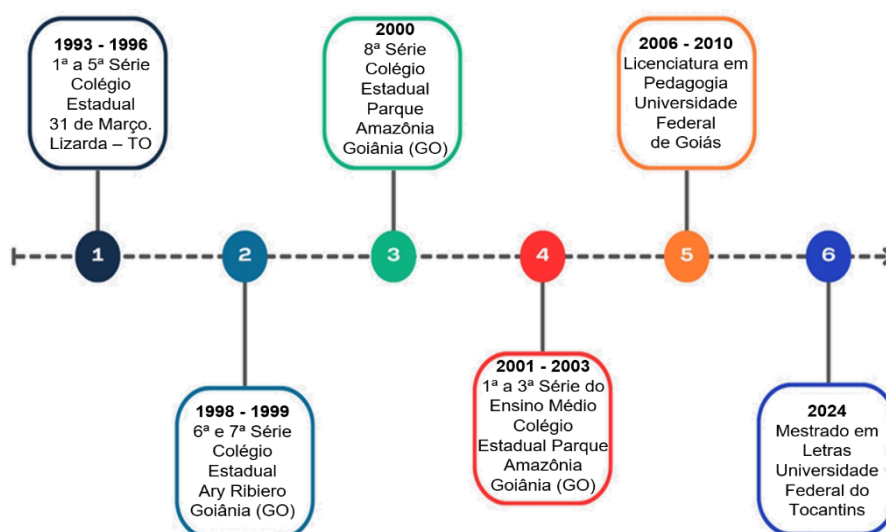 1993 - 1996
1ª a 5ª Série
Colégio
Estadual
31 de Março.
Lizarda – TO
2000
8ª Série
Colégio
Estadual
Parque
Amazônia
Goiânia (GO)
2006 - 2010
Licenciatura em
Pedagogia
Universidade
Federal
de Goiás
1
2
3
4
5
6
1998 - 1999
6ª e 7ª Série
Colégio
Estadual
Ary Ribiero
Goiânia (GO)
2001 - 2003
1ª a 3ª Série do
Ensino Médio
Colégio
Estadual Parque
Amazônia
Goiânia (GO)
2024
Mestrado em
Letras
Universidade
Federal do
Tocantins